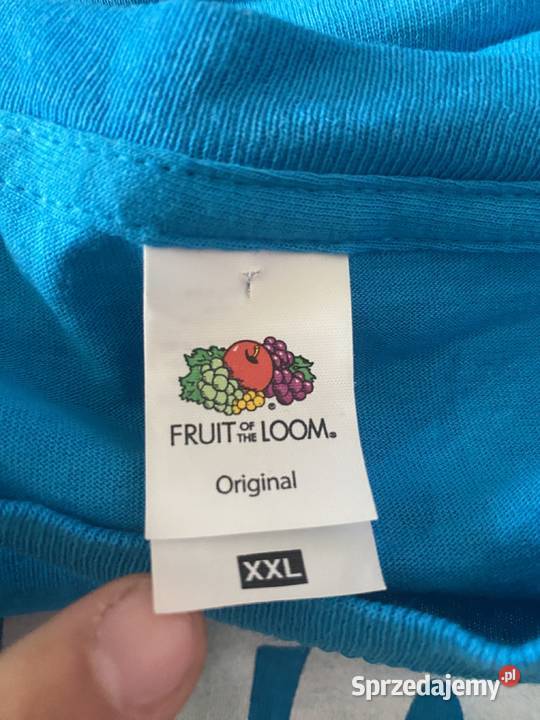 FRUIT OF THE LOOM®
Original
XXL
Sprzedajemy.pl